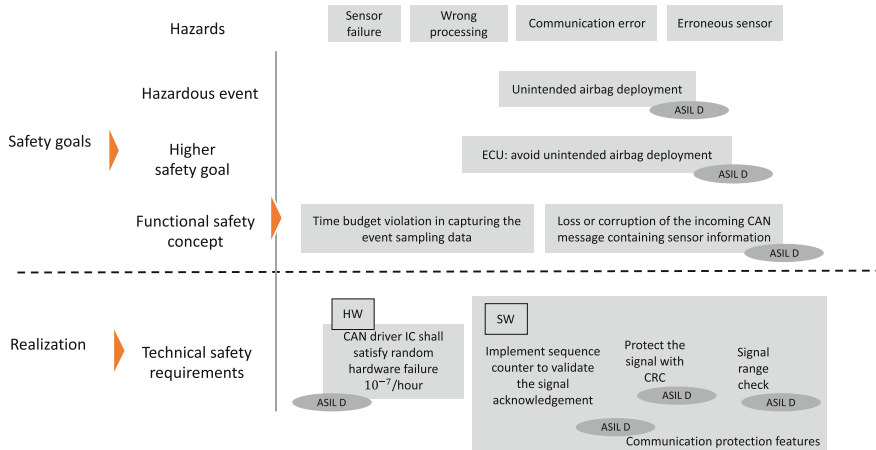 Hazards
Sensor
failure
Wrong
processing
Communication error
Erroneous sensor
Hazardous event
Unintended airbag deployment
ASIL D
Safety goals
Higher
safety goal
ECU: avoid unintended airbag deployment
ASIL D
Functional safety
concept
Time budget violation in capturing the
event sampling data
Loss or corruption of the incoming CAN
message containing sensor information
ASIL D
Realization
Technical safety
requirements
HW
CAN driver IC shall
satisfy random
hardware failure
10⁻⁷/hour
ASIL D
SW
Implement sequence
counter to validate
the signal
acknowledgement
ASIL D
Protect the
signal with
CRC
ASIL D
Signal
range
check
ASIL D
Communication protection features